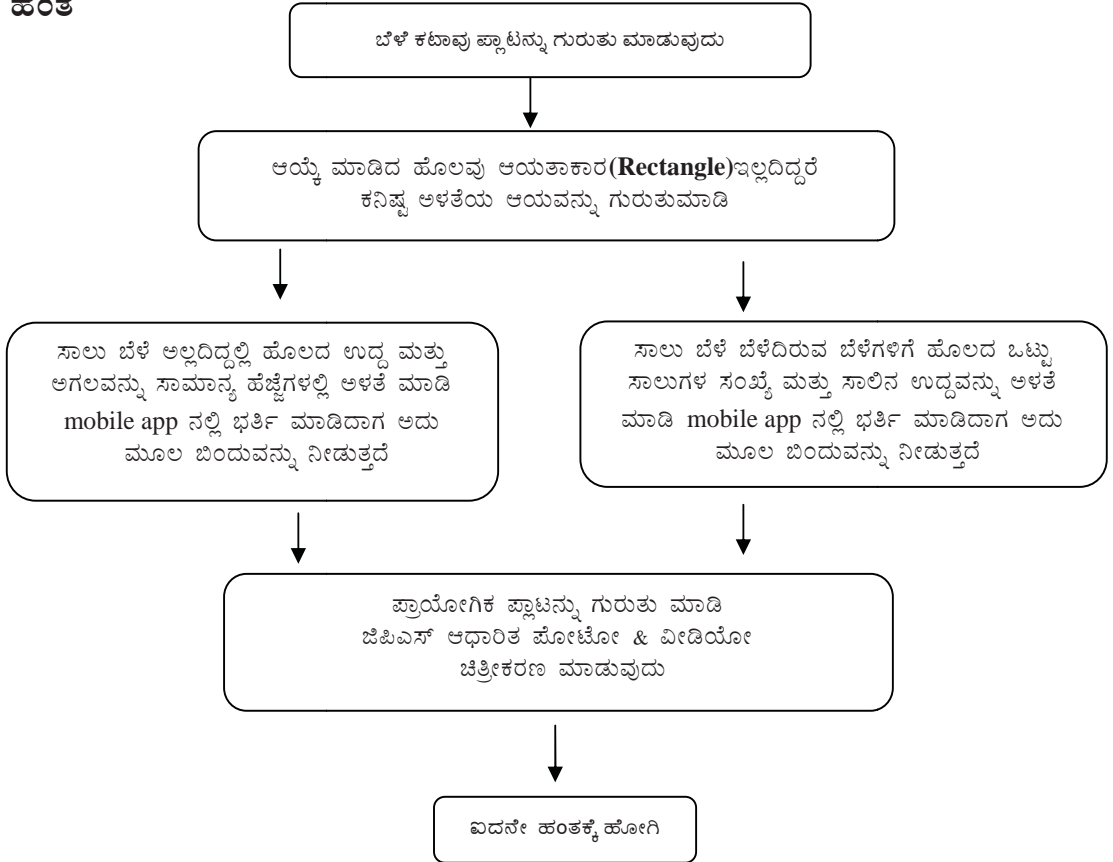 ಹಂತ
ಬೆಳೆ ಕಟಾವು ಪ್ಲಾಟನ್ನು ಗುರುತು ಮಾಡುವುದು
ಆಯ್ಕೆ ಮಾಡಿದ ಹೊಲವು ಆಯತಾಕಾರ(Rectangle)ಇಲ್ಲದಿದ್ದರೆ
ಕನಿಷ್ಟ ಅಳತೆಯ ಆಯವನ್ನು ಗುರುತುಮಾಡಿ
ಸಾಲು ಬೆಳೆ ಅಲ್ಲದಿದ್ದಲ್ಲಿ ಹೊಲದ ಉದ್ದ ಮತ್ತು
ಅಗಲವನ್ನು ಸಾಮಾನ್ಯ ಹೆಜ್ಜೆಗಳಲ್ಲಿ ಅಳತೆ ಮಾಡಿ
mobile app ನಲ್ಲಿ ಭರ್ತಿ ಮಾಡಿದಾಗ ಅದು
ಮೂಲ ಬಿಂದುವನ್ನು ನೀಡುತ್ತದೆ
ಸಾಲು ಬೆಳೆ ಬೆಳೆದಿರುವ ಬೆಳೆಗಳಿಗೆ ಹೊಲದ ಒಟ್ಟು
ಸಾಲುಗಳ ಸಂಖ್ಯೆ ಮತ್ತು ಸಾಲಿನ ಉದ್ದವನ್ನು ಅಳತೆ
ಮಾಡಿ mobile app ನಲ್ಲಿ ಭರ್ತಿ ಮಾಡಿದಾಗ ಅದು
ಮೂಲ ಬಿಂದುವನ್ನು ನೀಡುತ್ತದೆ
ಪ್ರಾಯೋಗಿಕ ಪ್ಲಾಟನ್ನು ಗುರುತು ಮಾಡಿ
ಜಿಪಿಎಸ್ ಆಧಾರಿತ ಪೋಟೋ & ವೀಡಿಯೋ
ಚಿತ್ರೀಕರಣ ಮಾಡುವುದು
ಐದನೇ ಹಂತಕ್ಕೆ ಹೋಗಿ